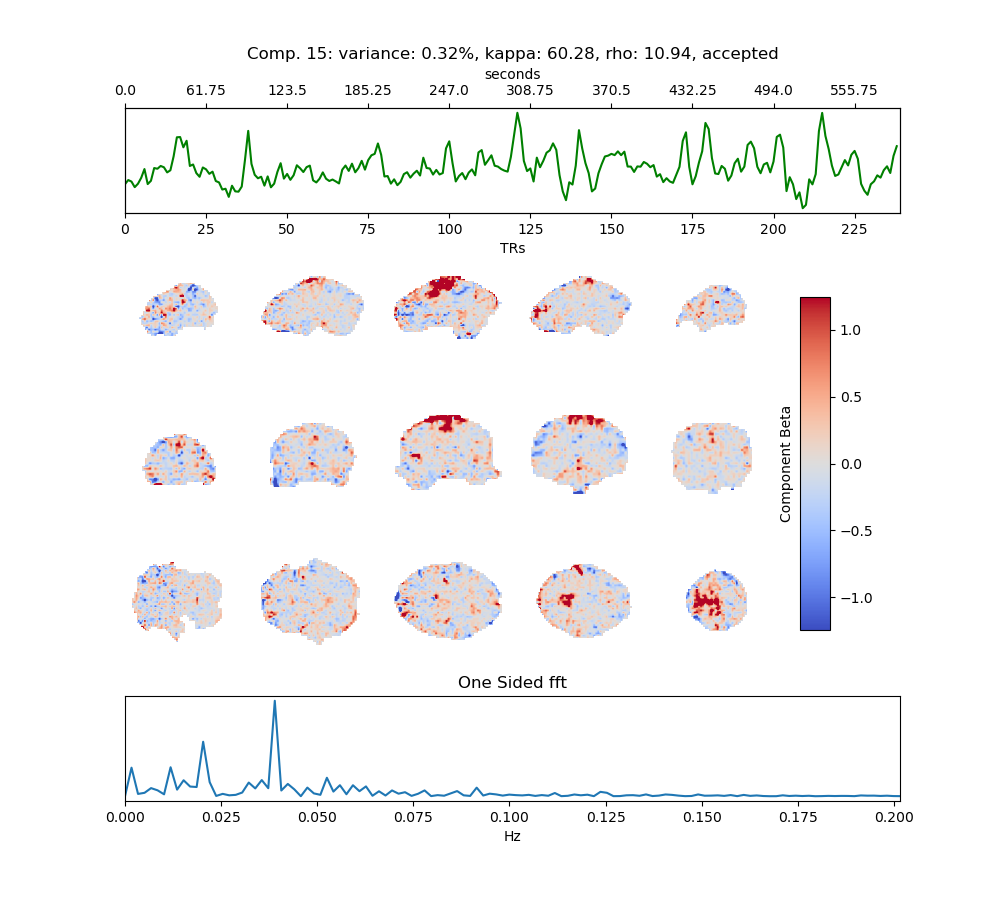 Comp. 15: variance: 0.32%, kappa: 60.28, rho: 10.94, accepted
seconds
0.0 61.75 123.5 185.25 247.0 308.75 370.5 432.25 494.0 555.75
0 25 50 75 100 125 150 175 200 225
TRs
1.0
0.5
0.0
−0.5
−1.0
Component Beta
One Sided fft
0.000 0.025 0.050 0.075 0.100 0.125 0.150 0.175 0.200
Hz